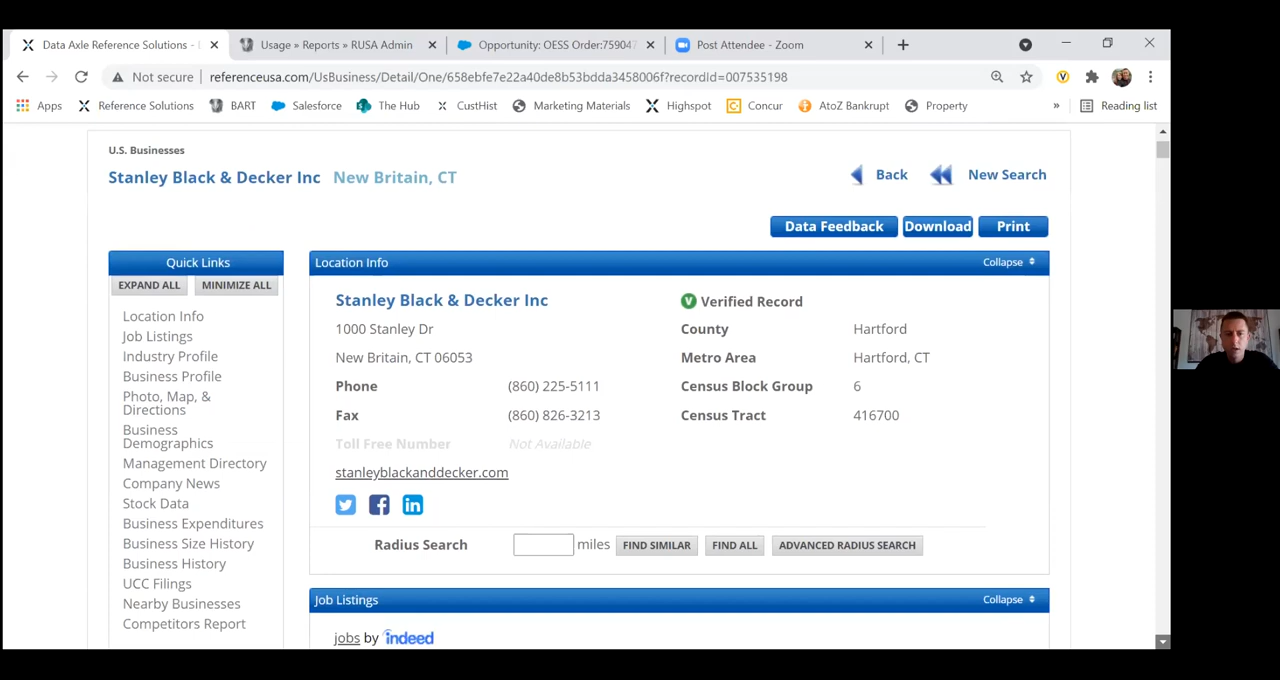 Data Axle Reference Solutions -
Usage » Reports » RUSA Admin
Opportunity: OESS Order:759047
Post Attendee - Zoom
Not secure
referenceusa.com/UsBusiness/Detail/One/658ebfe7e22a40de8b53bdda3458006f?recordId=007535198
Apps
Reference Solutions
BART
Salesforce
The Hub
CustHist
Marketing Materials
Highspot
Concur
AtoZ Bankrupt
Property
»
Reading list
U.S. Businesses
Stanley Black & Decker Inc New Britain, CT
Back
New Search
Data Feedback
Download
Print
Quick Links
EXPAND ALL
MINIMIZE ALL
Location Info
Job Listings
Industry Profile
Business Profile
Photo, Map, &
Directions
Business
Demographics
Management Directory
Company News
Stock Data
Business Expenditures
Business Size History
Business History
UCC Filings
Nearby Businesses
Competitors Report
Location Info
Collapse
Stanley Black & Decker Inc
1000 Stanley Dr
New Britain, CT 06053
Phone (860) 225-5111
Fax (860) 826-3213
Toll Free Number Not Available
stanleyblackanddecker.com
V Verified Record
County Hartford
Metro Area Hartford, CT
Census Block Group 6
Census Tract 416700
Radius Search miles FIND SIMILAR FIND ALL ADVANCED RADIUS SEARCH
Job Listings
Collapse
jobs by indeed